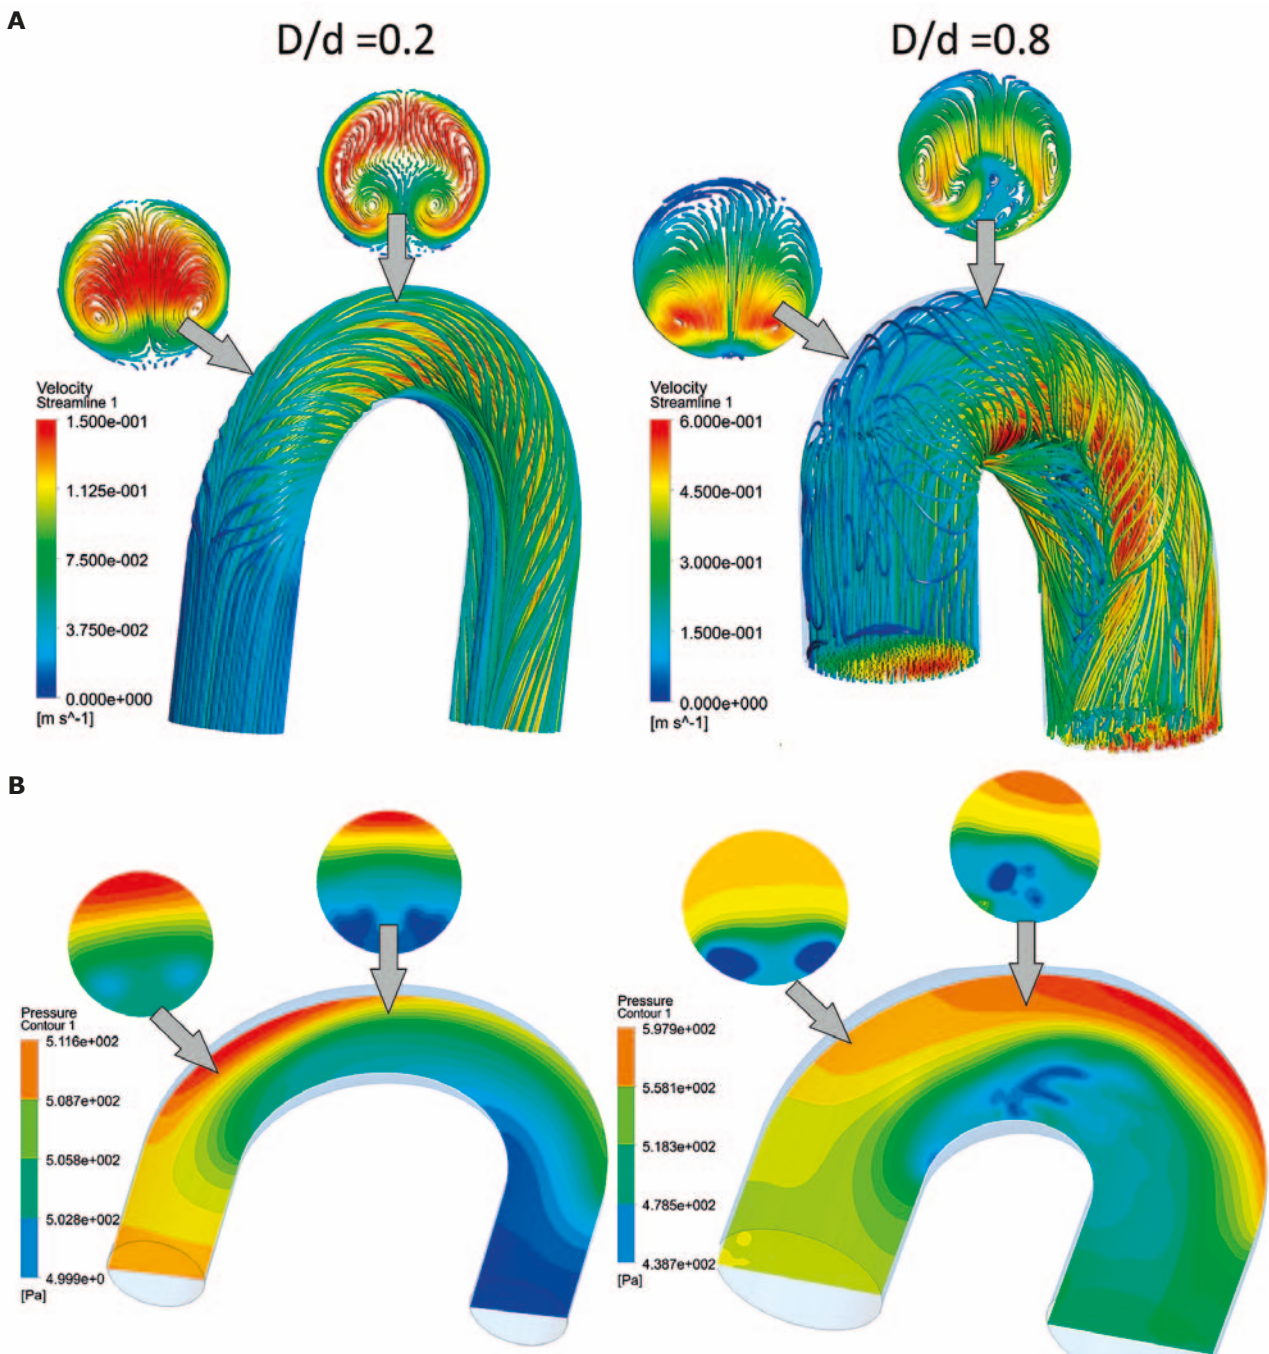 A
D/d =0.2
D/d =0.8
Velocity
Streamline 1
1.500e-001
1.125e-001
7.500e-002
3.750e-002
0.000e+000
[m s^-1]
Velocity
Streamline 1
6.000e-001
4.500e-001
3.000e-001
1.500e-001
0.000e+000
[m s^-1]
B
Pressure
Contour 1
5.116e+002
5.087e+002
5.058e+002
5.028e+002
4.999e+0
[Pa]
Pressure
Contour 1
5.979e+002
5.581e+002
5.183e+002
4.785e+002
4.387e+002
[Pa]